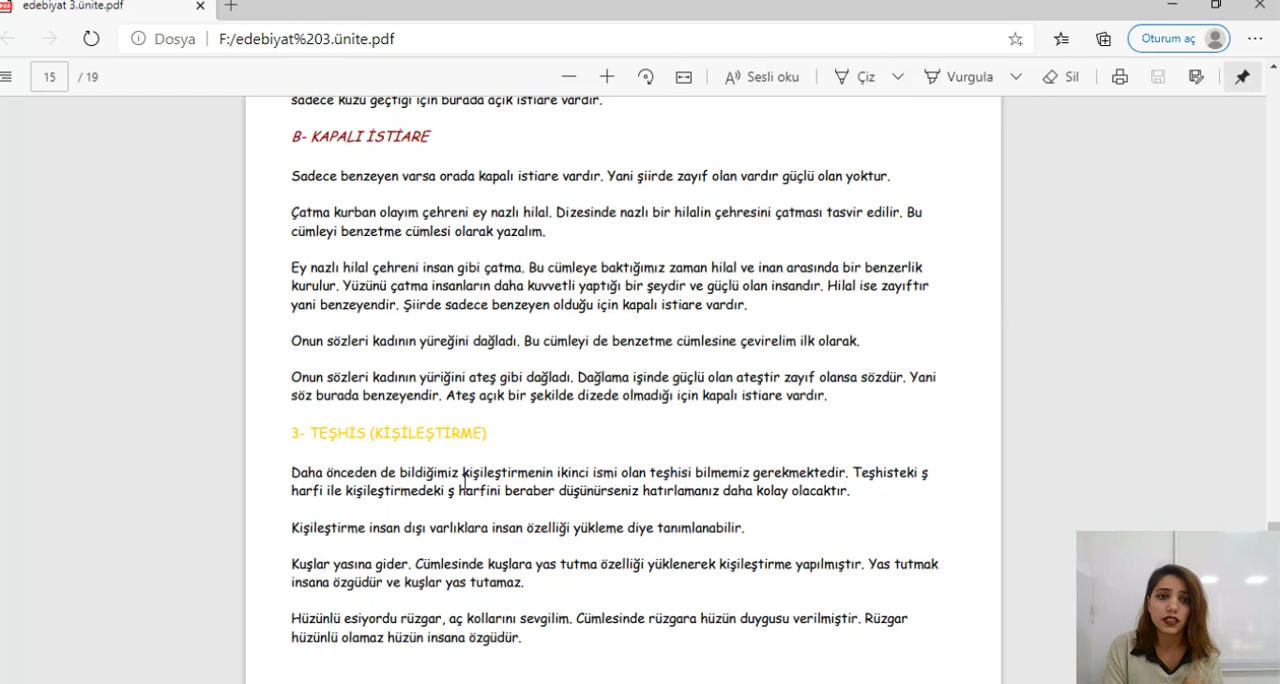 edebiyat 3.ünite.pdf
Dosya F:/edebiyat%203.ünite.pdf
Oturum aç
15 / 19
Sesli oku
Çiz
Vurgula
Sil
sadece kuzu geçtiği için burada açık istiare vardır.
B- KAPALI İSTİARE
Sadece benzeyen varsa orada kapalı istiare vardır. Yani şiirde zayıf olan vardır güçlü olan yoktur.
Çatma kurban olayım çehreni ey nazlı hilal. Dizesinde nazlı bir hilalin çehresini çatması tasvir edilir. Bu
cümleyi benzetme cümlesi olarak yazalım.
Ey nazlı hilal çehreni insan gibi çatma. Bu cümleye baktığımız zaman hilal ve inan arasında bir benzerlik
kurulur. Yüzünü çatma insanların daha kuvvetli yaptığı bir şeydir ve güçlü olan insandır. Hilal ise zayıftır
yani benzeyendir. Şiirde sadece benzeyen olduğu için kapalı istiare vardır.
Onun sözleri kadının yüreğini dağladı. Bu cümleyi de benzetme cümlesine çevirelim ilk olarak.
Onun sözleri kadının yüriğini ateş gibi dağladı. Dağlama işinde güçlü olan ateştir zayıf olansa sözdür. Yani
söz burada benzeyendir. Ateş açık bir şekilde dizede olmadığı için kapalı istiare vardır.
3- TEŞHİS (KİŞİLEŞTİRME)
Daha önceden de bildiğimiz kişileştirmenin ikinci ismi olan teşhisi bilmemiz gerekmektedir. Teşhisteki ş
harfi ile kişileştirmedeki ş harfini beraber düşünürseniz hatırlamanız daha kolay olacaktır.
Kişileştirme insan dışı varlıklara insan özelliği yükleme diye tanımlanabilir.
Kuşlar yasına gider. Cümlesinde kuşlara yas tutma özelliği yüklenerek kişileştirme yapılmıştır. Yas tutmak
insana özgüdür ve kuşlar yas tutamaz.
Hüzünlü esiyordu rüzgar, aç kollarını sevgilim. Cümlesinde rüzgara hüzün duygusu verilmiştir. Rüzgar
hüzünlü olamaz hüzün insana özgüdür.